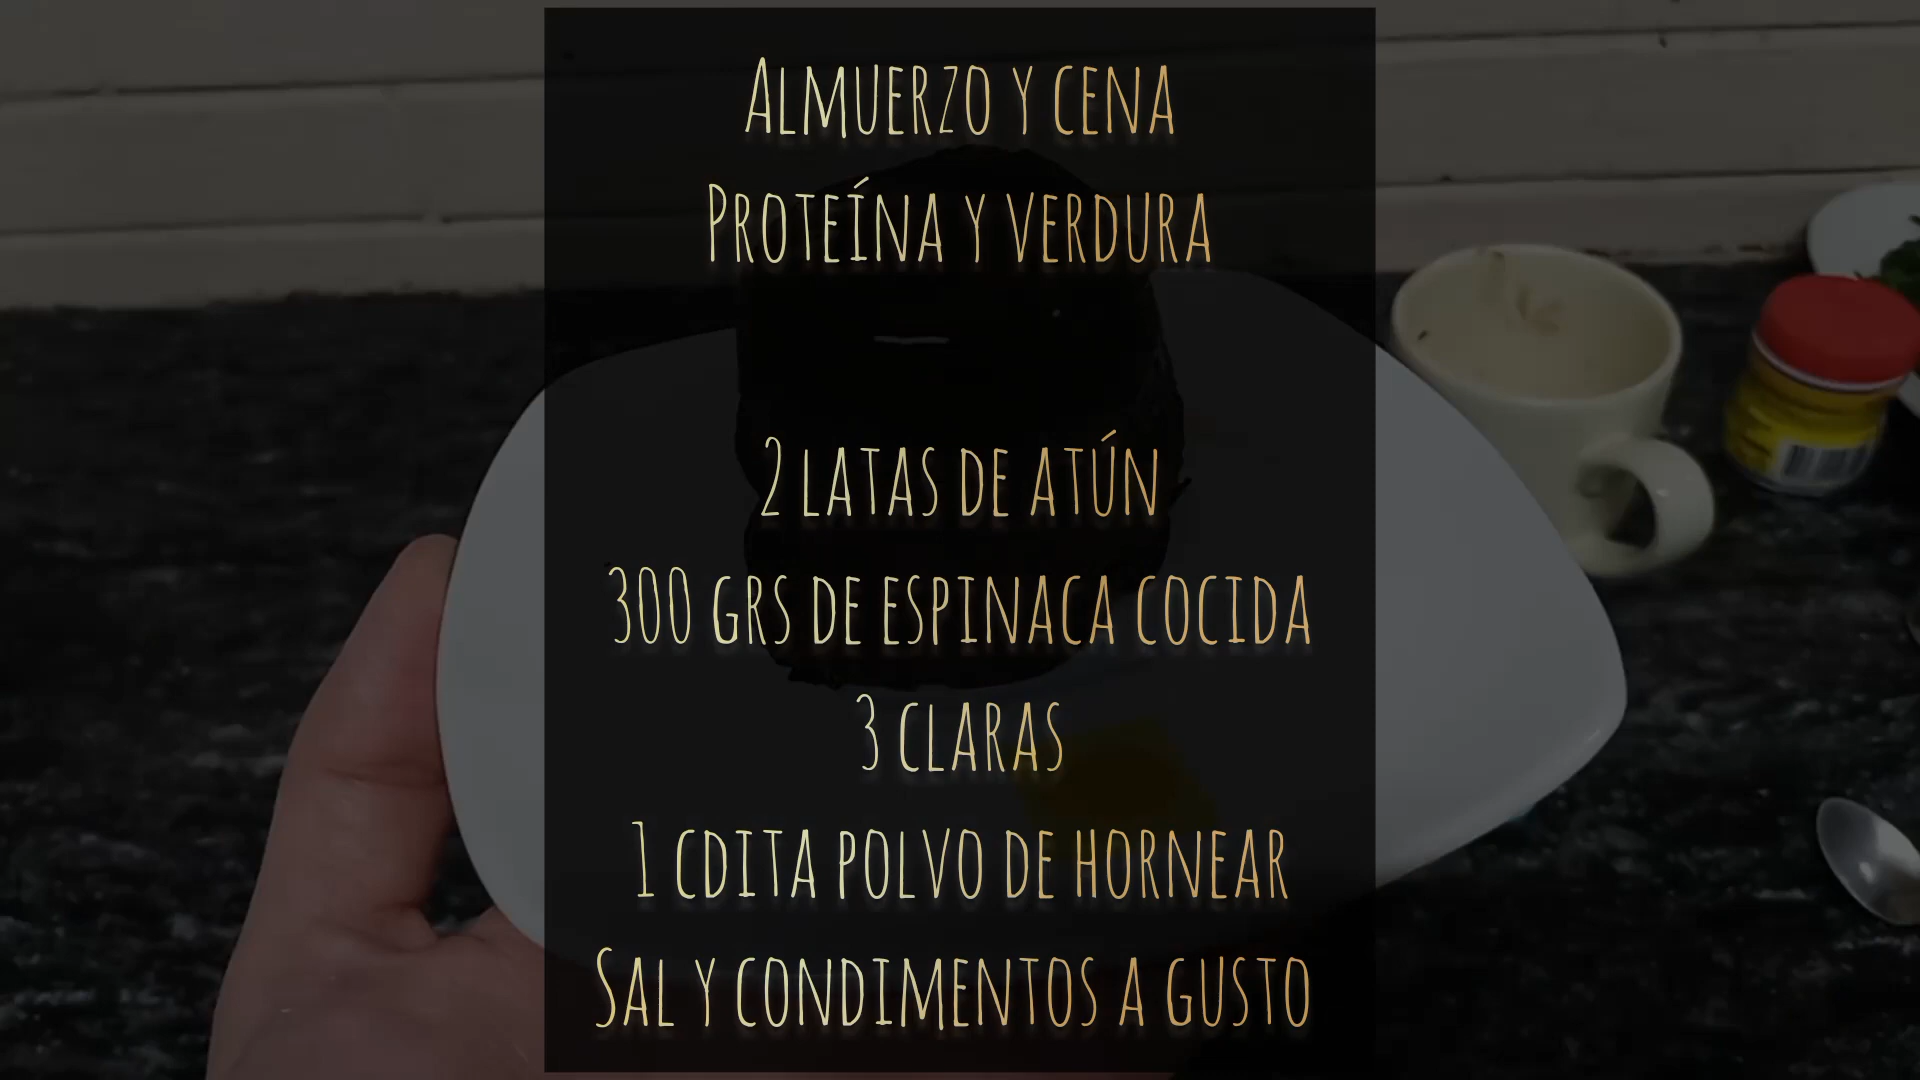 Almuerzo y cena
Proteína y verdura
2 latas de atún
300 grs de espinaca cocida
3 claras
1 cdita polvo de hornear
Sal y condimentos a gusto